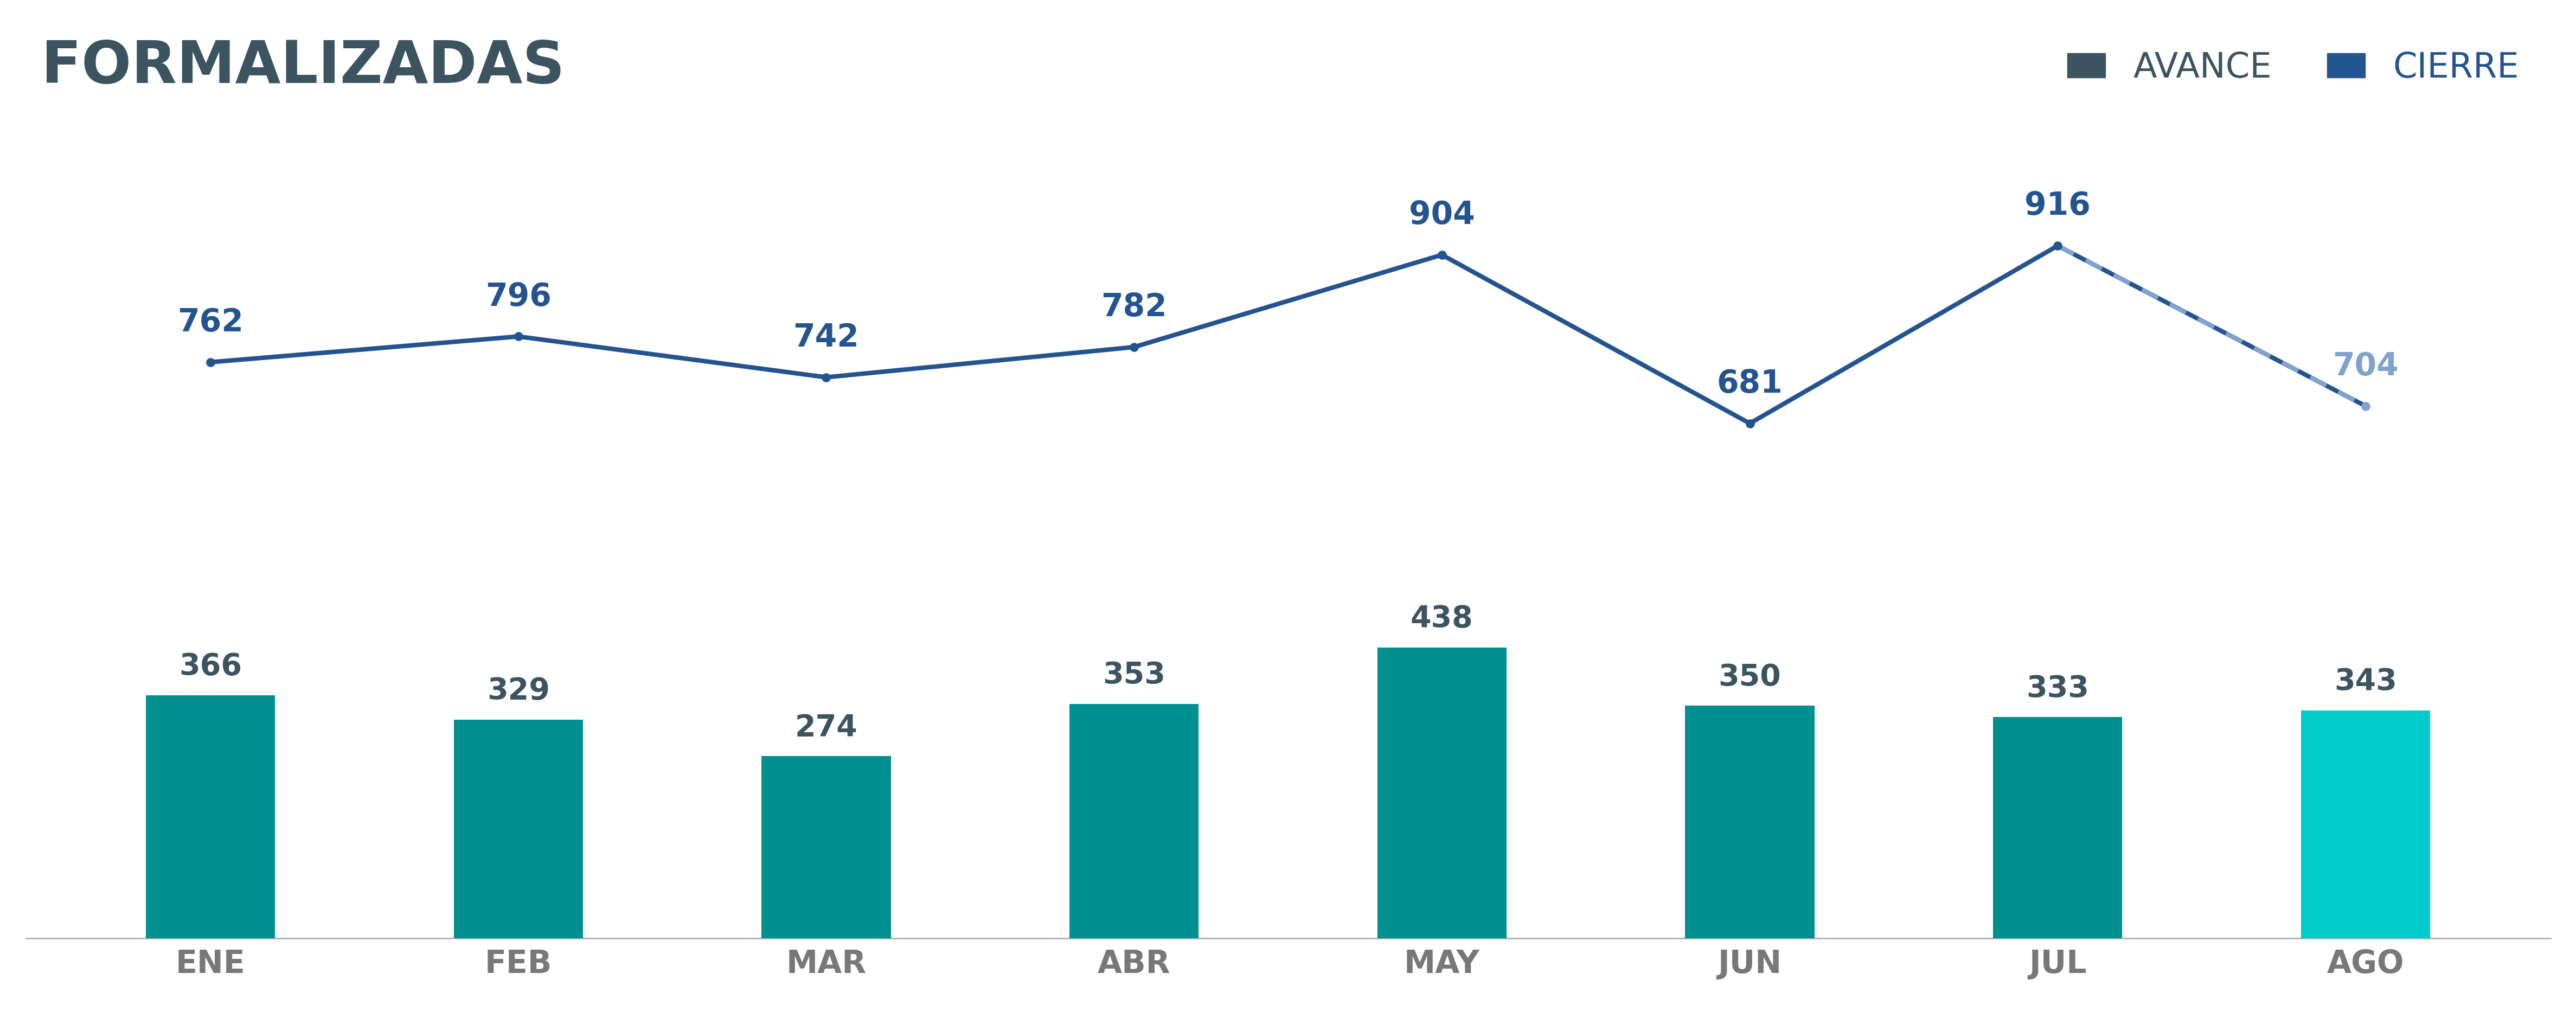 FORMALIZADAS
AVANCE CIERRE
762 796 742 782 904 681 916 704
366 329 274 353 438 350 333 343
ENE FEB MAR ABR MAY JUN JUL AGO